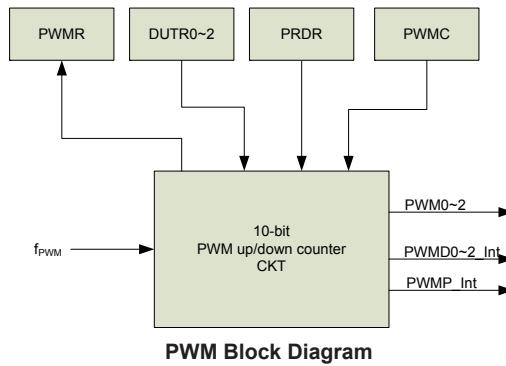 PWMR
DUTR0~2
PRDR
PWMC
10-bit
PWM up/down counter
CKT
fPWM
PWM0~2
PWMD0~2_Int
PWMP_Int
PWM Block Diagram